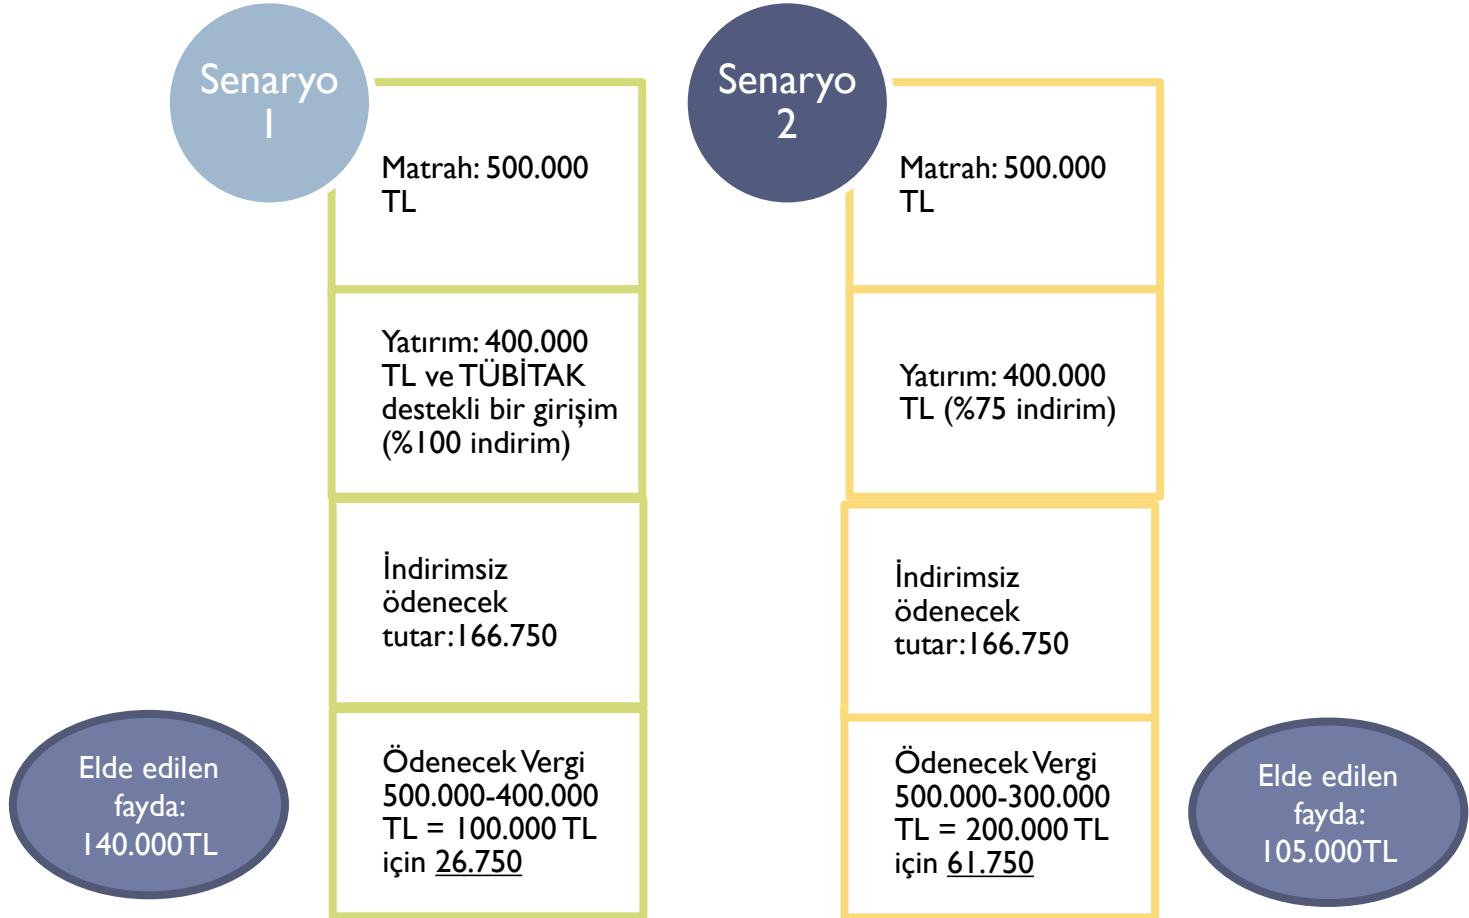 Senaryo
1
Matrah: 500.000
TL
Yatırım: 400.000
TL ve TÜBİTAK
destekli bir girişim
(%100 indirim)
İndirimsiz
ödenecek
tutar:166.750
Ödenecek Vergi
500.000-400.000
TL = 100.000 TL
için 26.750
Elde edilen
fayda:
140.000TL
Senaryo
2
Matrah: 500.000
TL
Yatırım: 400.000
TL (%75 indirim)
İndirimsiz
ödenecek
tutar:166.750
Ödenecek Vergi
500.000-300.000
TL = 200.000 TL
için 61.750
Elde edilen
fayda:
105.000TL